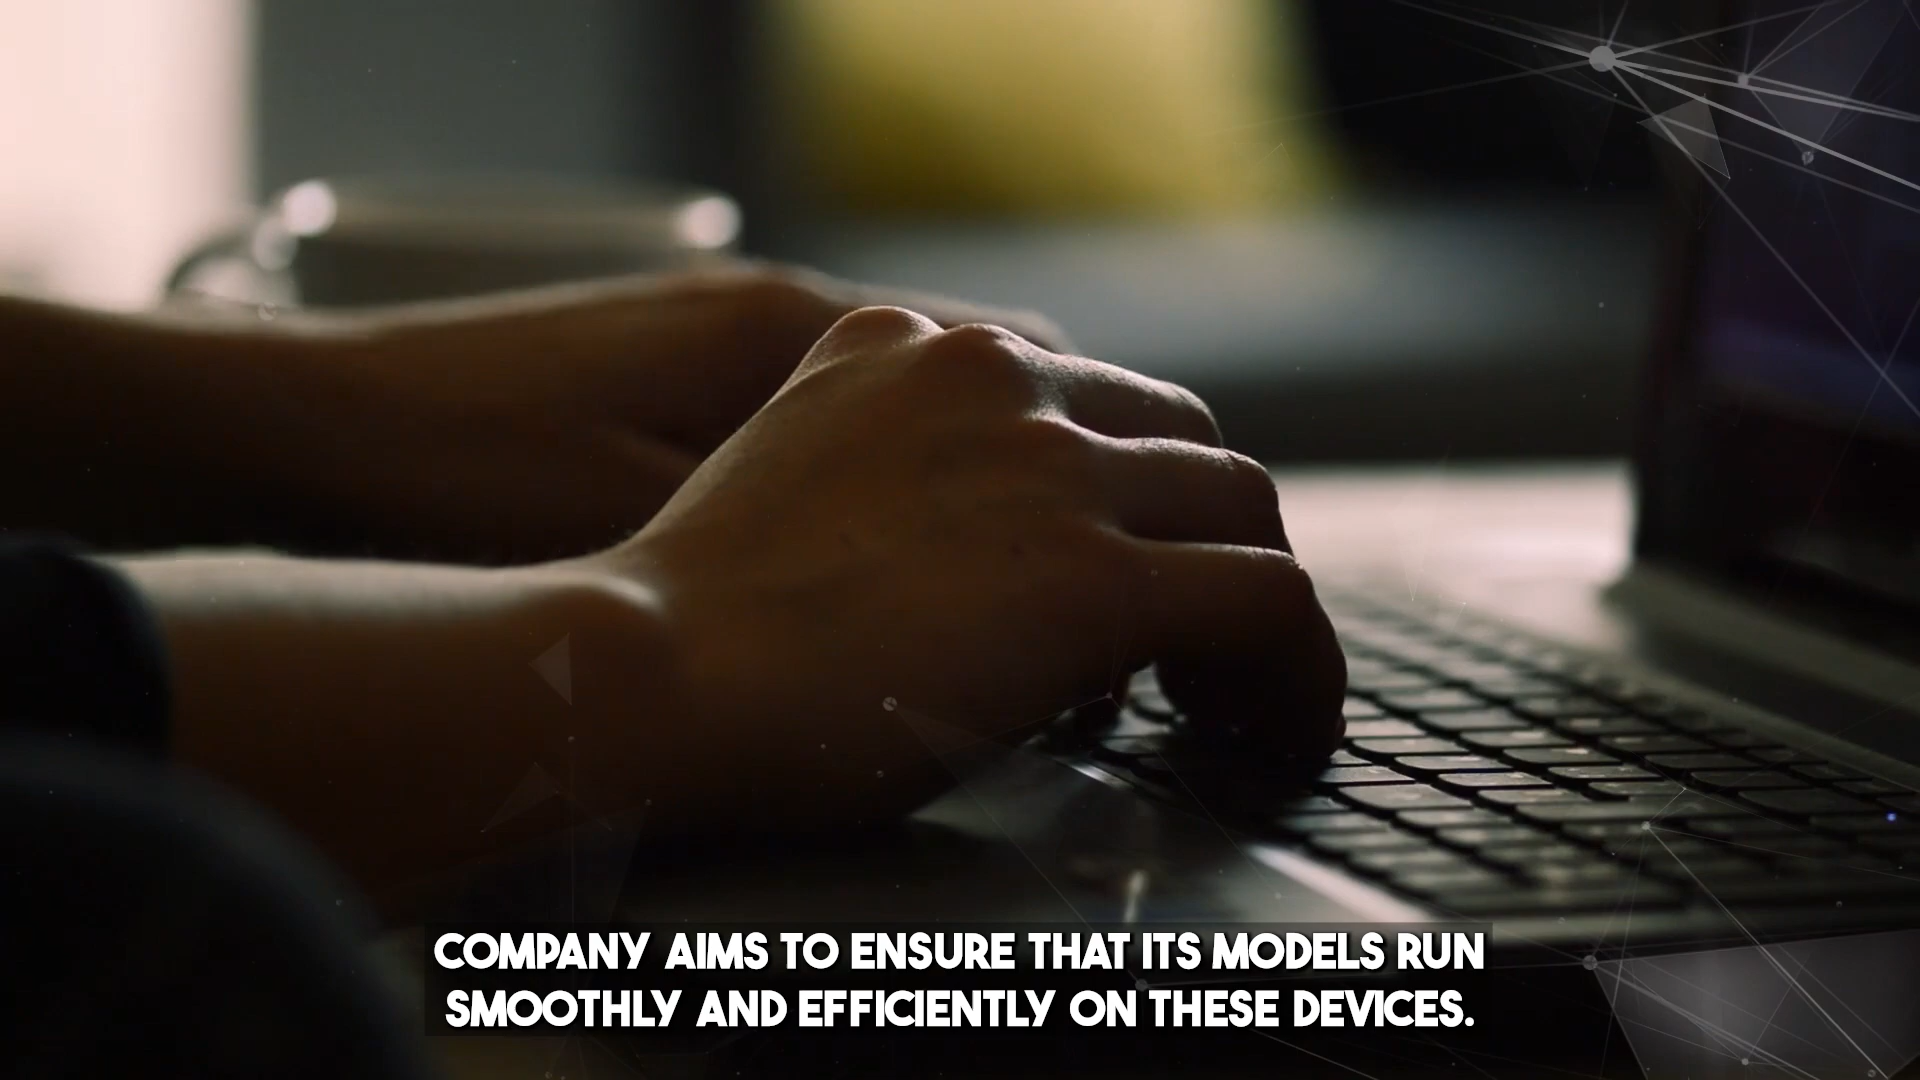 COMPANY AIMS TO ENSURE THAT ITS MODELS RUN
SMOOTHLY AND EFFICIENTLY ON THESE DEVICES.